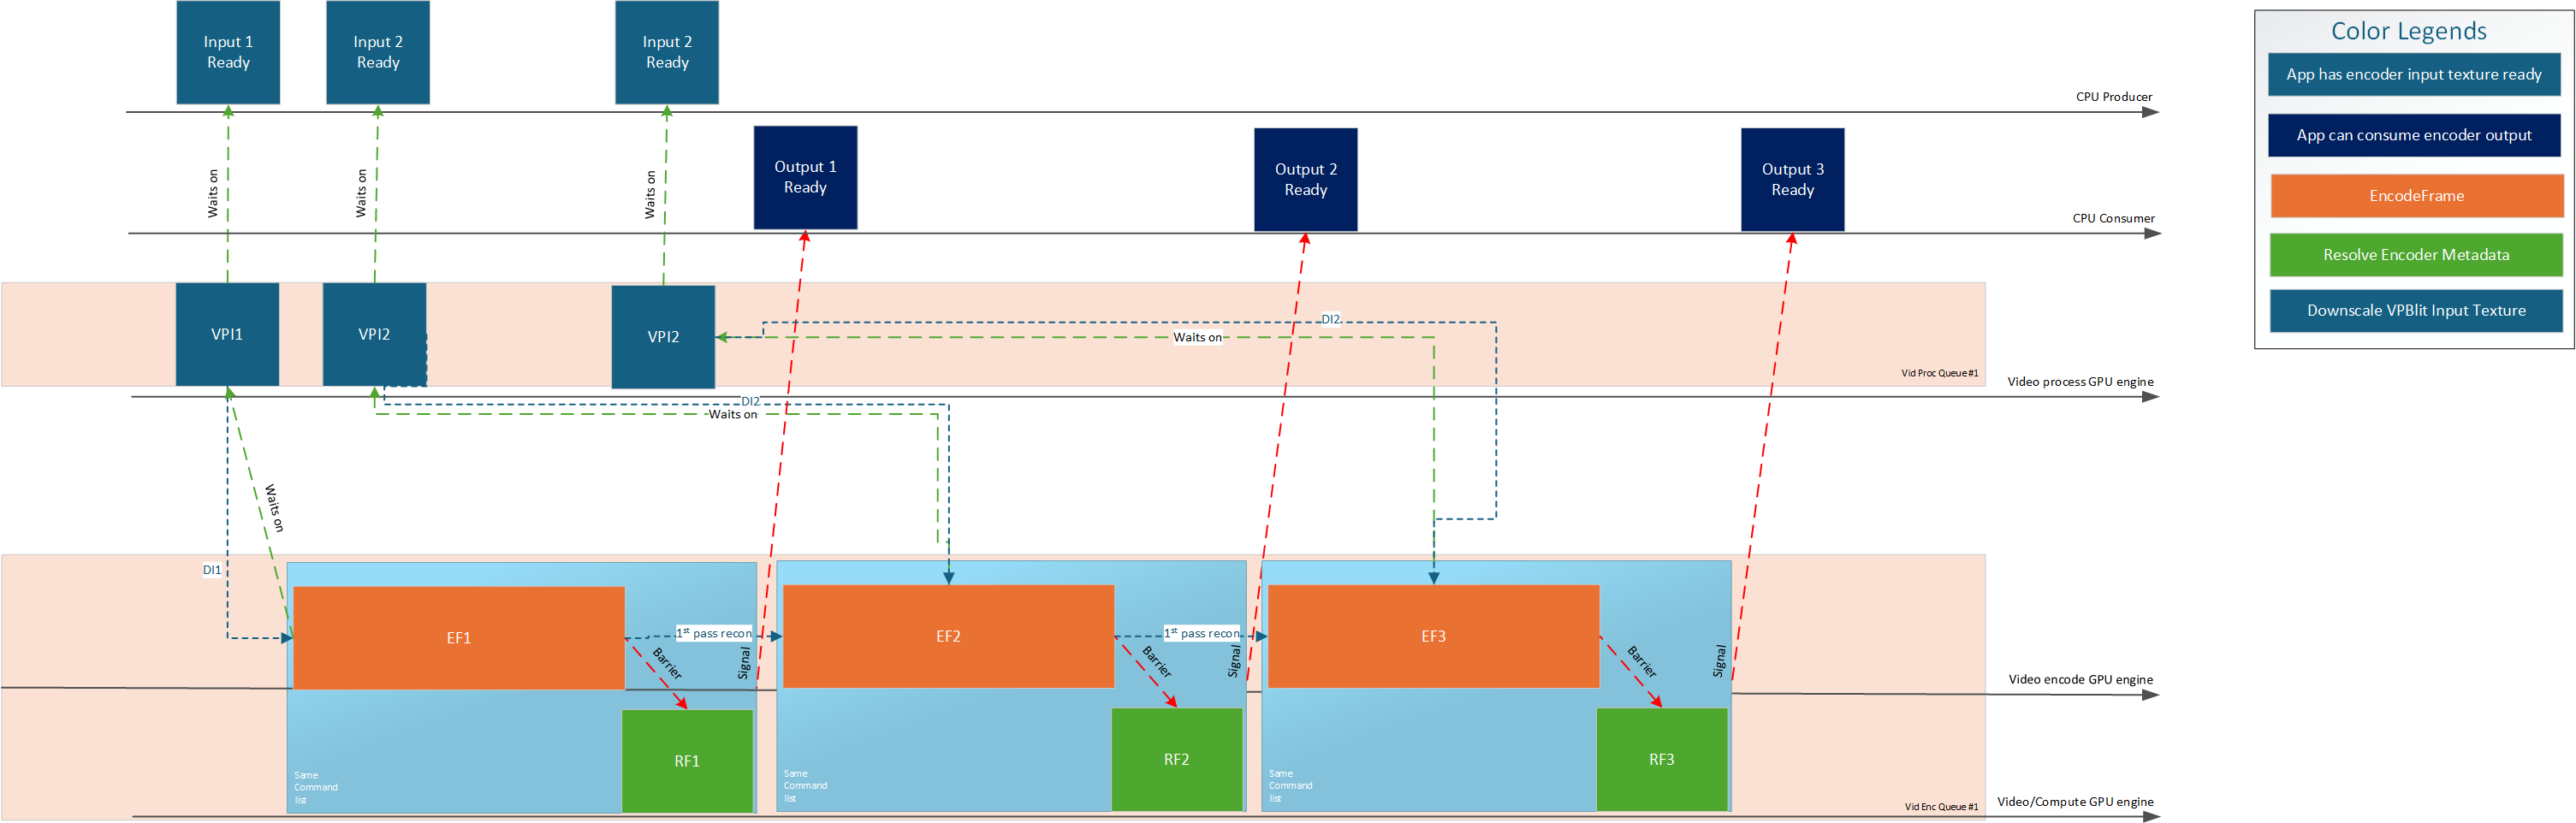 Input 1
Ready
Input 2
Ready
Input 2
Ready
Color Legends
App has encoder input texture ready
App can consume encoder output
EncodeFrame
Resolve Encoder Metadata
Downscale VPBlit Input Texture
CPU Producer
Output 1
Ready
Output 2
Ready
Output 3
Ready
Waits on
Waits on
Waits on
CPU Consumer
VPI1
VPI2
VPI2
DI2
Waits on
Vid Proc Queue #1
Video process GPU engine
DI2
Waits on
Waits on
DI1
EF1
1st pass recon
EF2
1st pass recon
EF3
Barrier
Signal
Barrier
Signal
Barrier
Signal
Video encode GPU engine
RF1
RF2
RF3
Same
Command
list
Same
Command
list
Same
Command
list
Vid Enc Queue #1
Video/Compute GPU engine